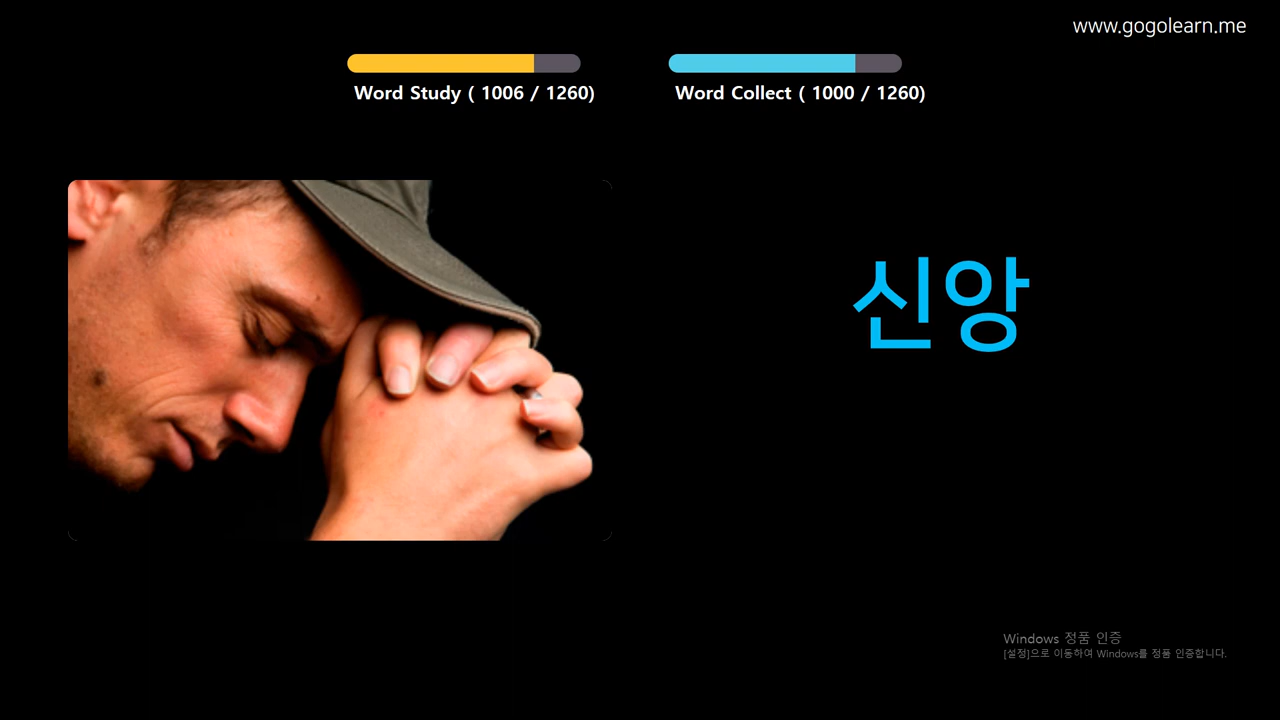 www.gogolearn.me
Word Study ( 1006 / 1260)
Word Collect ( 1000 / 1260)
신앙
Windows 정품 인증
[설정]으로 이동하여 Windows를 정품 인증합니다.